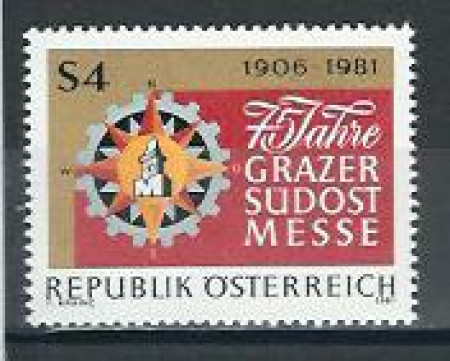 S4
1906 - 1981
75 Jahre
GRAZER
SÜDOST
MESSE
REPUBLIK ÖSTERREICH